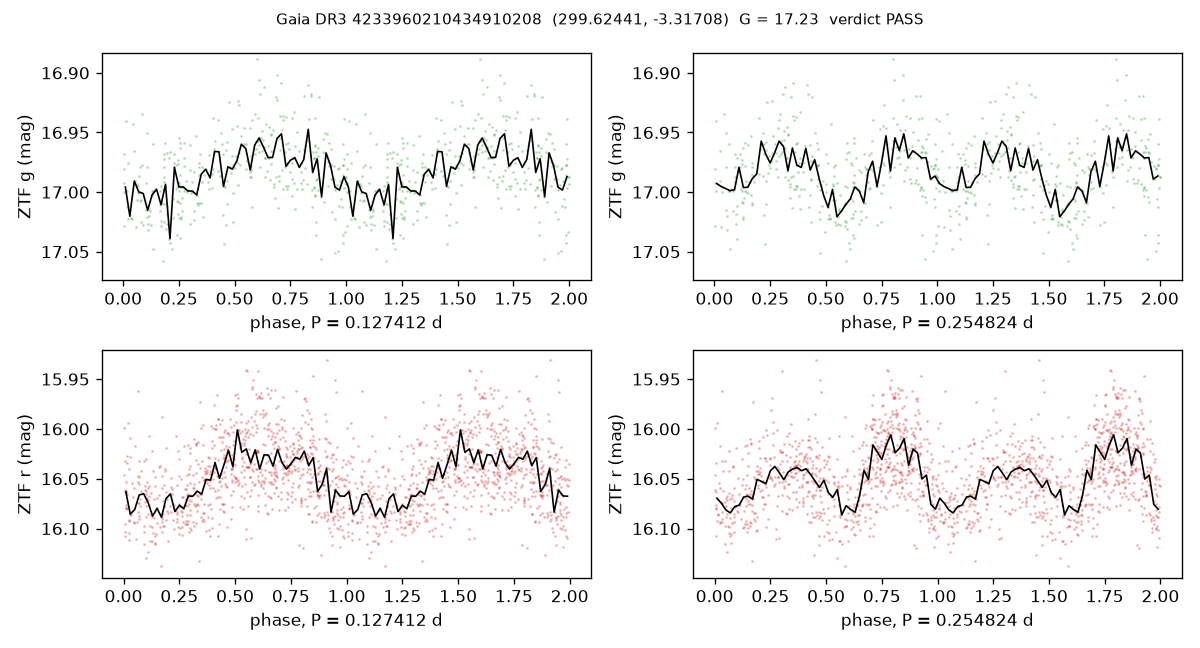 Gaia DR3 4233960210434910208  (299.62441, -3.31708)  G = 17.23  verdict PASS
ZTF g (mag)
16.90
16.95
17.00
17.05
0.00 0.25 0.50 0.75 1.00 1.25 1.50 1.75 2.00
phase, P = 0.127412 d
ZTF g (mag)
16.90
16.95
17.00
17.05
0.00 0.25 0.50 0.75 1.00 1.25 1.50 1.75 2.00
phase, P = 0.254824 d
ZTF r (mag)
15.95
16.00
16.05
16.10
0.00 0.25 0.50 0.75 1.00 1.25 1.50 1.75 2.00
phase, P = 0.127412 d
ZTF r (mag)
15.95
16.00
16.05
16.10
0.00 0.25 0.50 0.75 1.00 1.25 1.50 1.75 2.00
phase, P = 0.254824 d